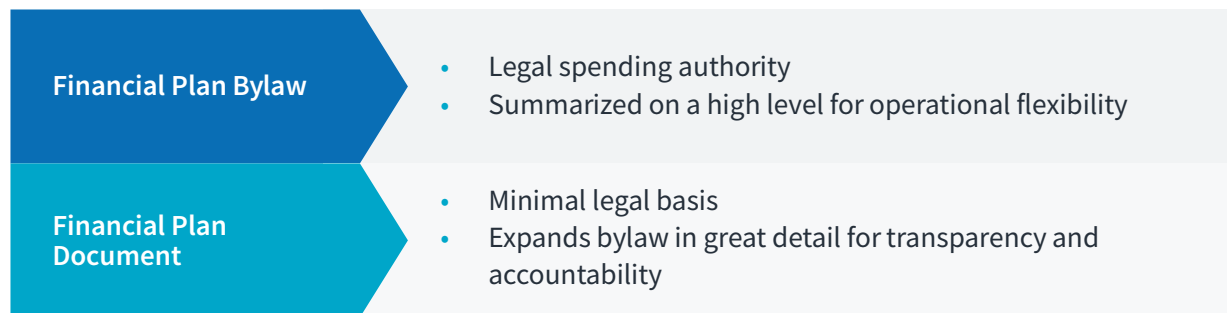 Financial Plan Bylaw
• Legal spending authority
• Summarized on a high level for operational flexibility
Financial Plan
Document
• Minimal legal basis
• Expands bylaw in great detail for transparency and
accountability